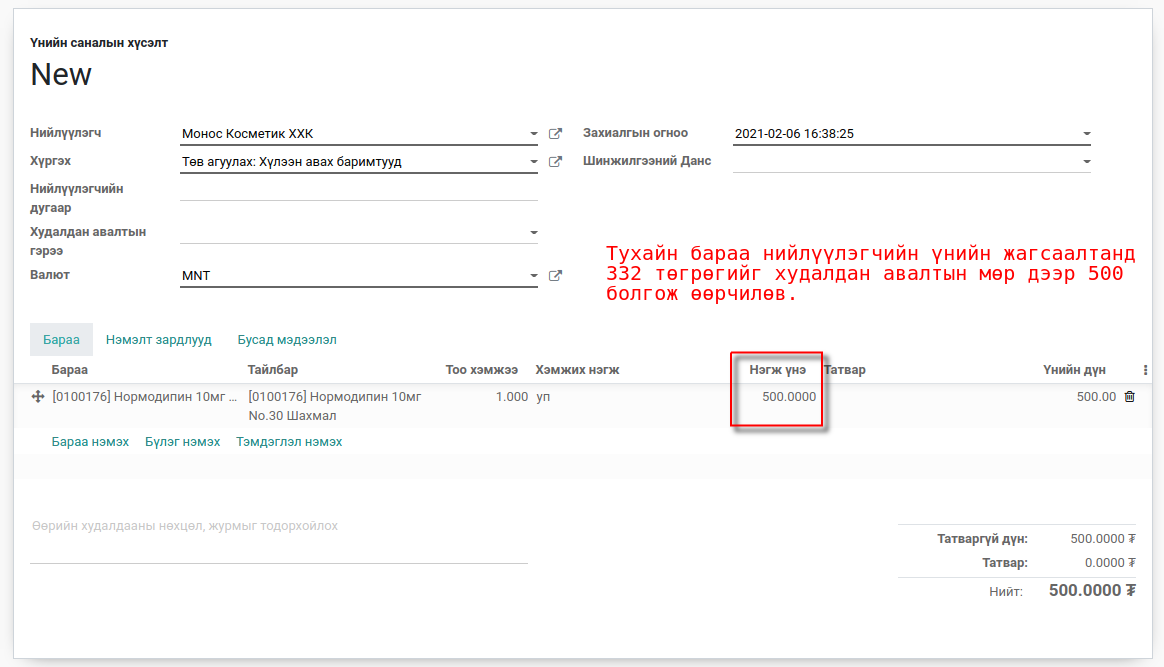 Үнийн саналын хүсэлт
New
Нийлүүлэгч Монос Косметик ХХК Захиалгын огноо 2021-02-06 16:38:25
Хүргэх Төв агуулах: Хүлээн авах баримтууд Шинжилгээний Данс
Нийлүүлэгчийн
дугаар
Худалдан авалтын
гэрээ
Валют MNT
Тухайн бараа нийлүүлэгчийн үнийн жагсаалтанд
332 төгрөгийг худалдан авалтын мөр дээр 500
болгож өөрчилөв.
Бараа Нэмэлт зардлууд Бусад мэдээлэл
Бараа Тайлбар Тоо хэмжээ Хэмжих нэгж Нэгж үнэ Татвар Үнийн дүн
[0100176] Нормодипин 10мг ... [0100176] Нормодипин 10мг 1.000 уп 500.0000 500.00
No.30 Шахмал
Бараа нэмэх Бүлэг нэмэх Тэмдэглэл нэмэх
Өөрийн худалдааны нөхцөл, журмыг тодорхойлох
Татваргүй дүн: 500.0000 ₮
Татвар: 0.0000 ₮
Нийт: 500.0000 ₮